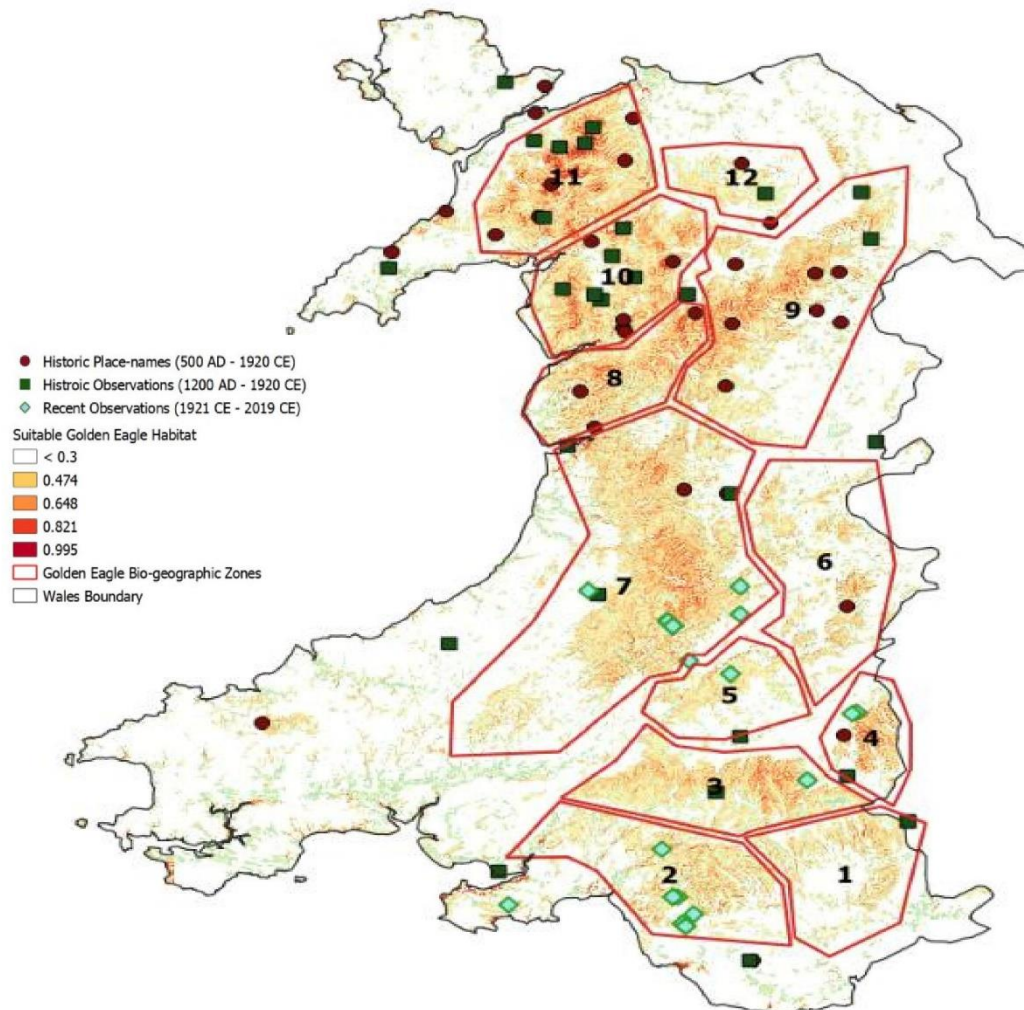 11
12
10
9
8
Historic Place-names (500 AD - 1920 CE)
Histroic Observations (1200 AD - 1920 CE)
Recent Observations (1921 CE - 2019 CE)
Suitable Golden Eagle Habitat
< 0.3
0.474
0.648
0.821
0.995
Golden Eagle Bio-geographic Zones
Wales Boundary
6
7
5
4
3
2
1